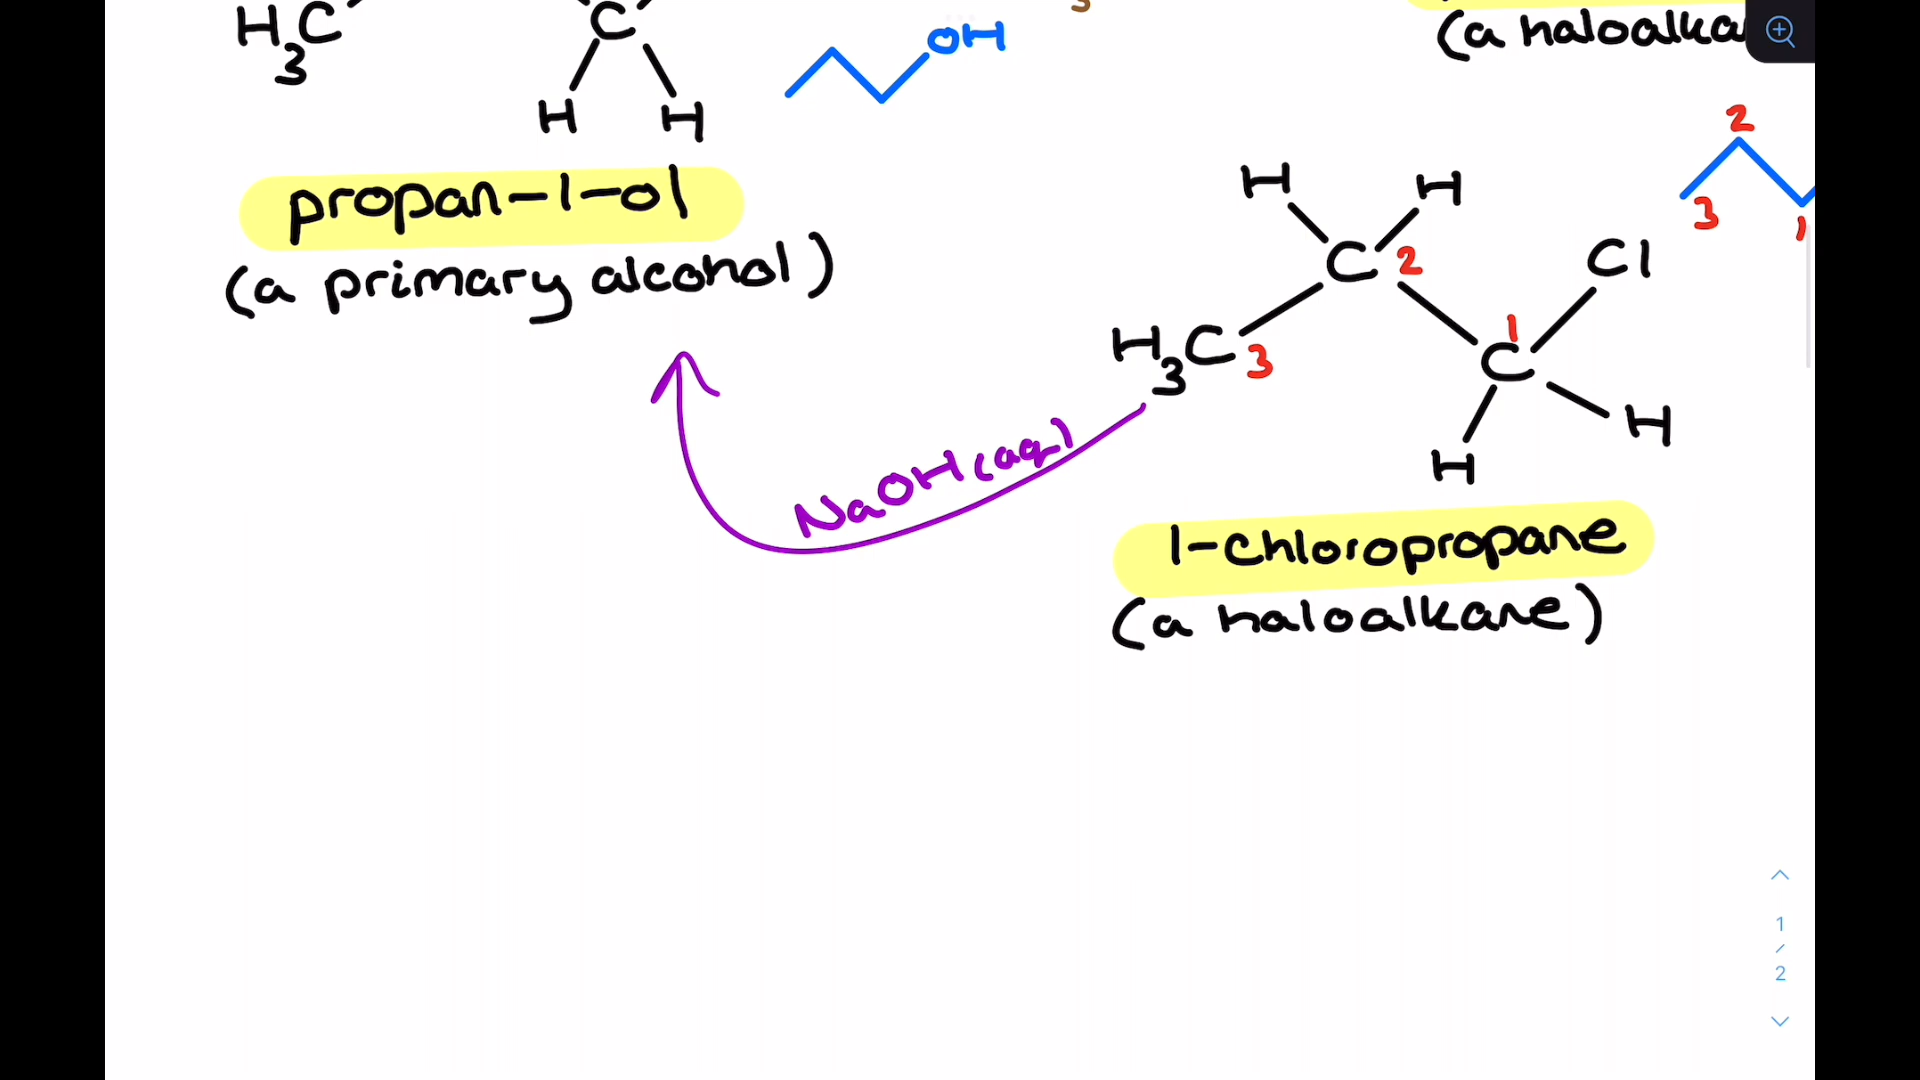 H3C
C
H H
OH
propan-1-ol
(a primary alcohol)
(a haloalka
2
3
1
H H
C 2
Cl
H3C 3
1
C
H
H
NaOH(aq)
1-chloropropane
(a haloalkane)
1
/
2